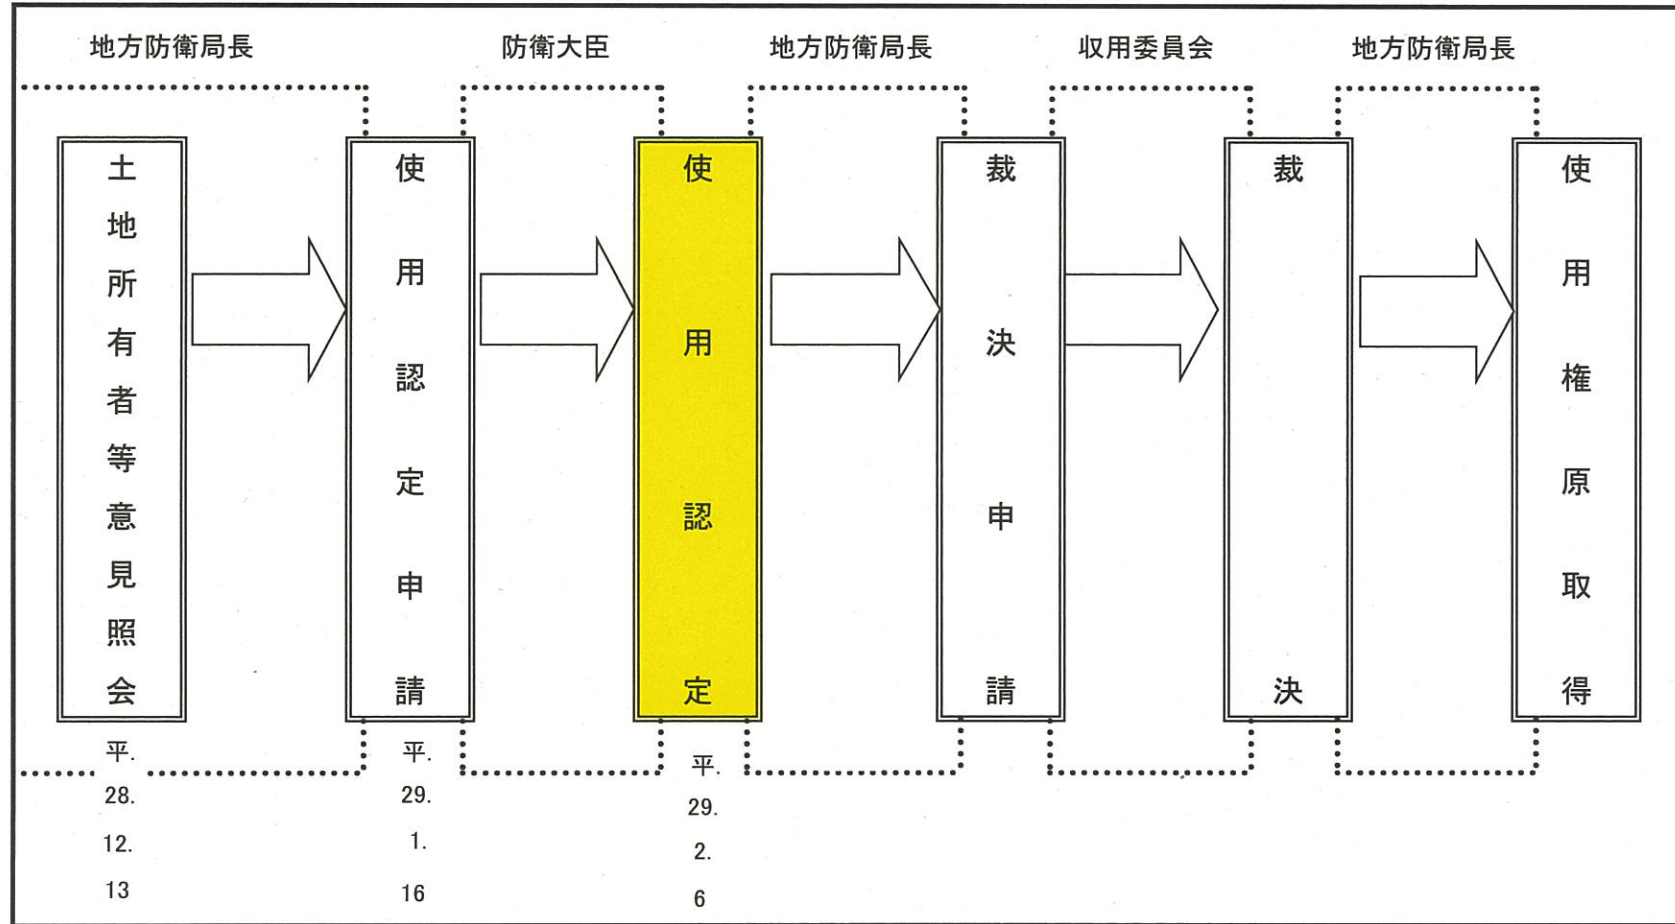 地方防衛局長
防衛大臣
地方防衛局長
収用委員会
地方防衛局長
土地所有者等意見照会
使用認定申請
使用認定
裁決申請
裁決
使用権原取得
平.
28.
12.
13
平.
29.
1.
16
平.
29.
2.
6